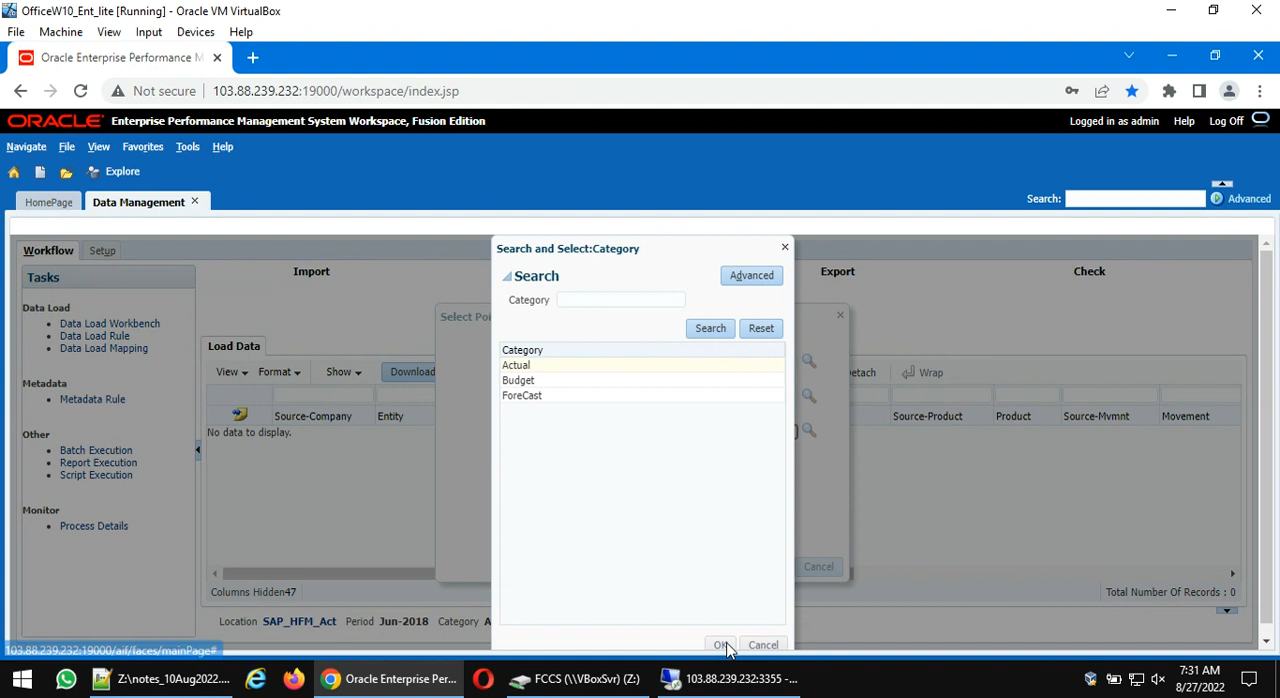 OfficeW10_Ent_lite [Running] - Oracle VM VirtualBox
File Machine View Input Devices Help
Oracle Enterprise Performance M
Not secure 103.88.239.232:19000/workspace/index.jsp
ORACLE Enterprise Performance Management System Workspace, Fusion Edition
Logged in as admin Help Log Off
Navigate File View Favorites Tools Help
Explore
HomePage Data Management Search: Advanced
Workflow Setup
Tasks
Data Load
Data Load Workbench
Data Load Rule
Data Load Mapping
Metadata
Metadata Rule
Other
Batch Execution
Report Execution
Script Execution
Monitor
Process Details
Import Export Check
Load Data
View Format Show Download
Detach Wrap
Source-Company Entity Source-Product Product Source-Mvmnt Movement
No data to display.
Columns Hidden47 Total Number Of Records : 0
Location SAP_HFM_Act Period Jun-2018 Category A
Select Poi
Cancel
Search and Select:Category
Search Advanced
Category
Search Reset
Category
Actual
Budget
ForeCast
OK Cancel
103.88.239.232:19000/aif/faces/mainPage#
Z:\notes_10Aug2022.... Oracle Enterprise Per... FCCS (\\VBoxSvr) (Z:) 103.88.239.232:3355 -...
7:31 AM
8/27/2022